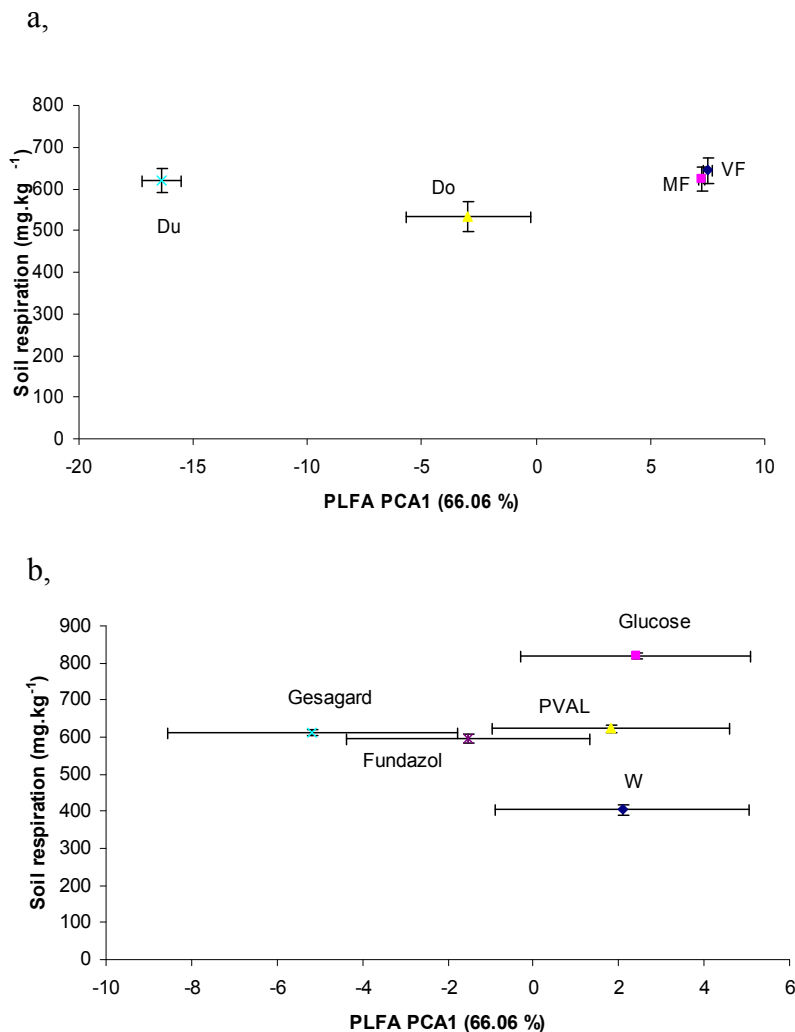 a,
800
700
600
500
400
300
200
100
0
Soil respiration (mg.kg⁻¹)
Du
Do
MF
VF
-20 -15 -10 -5 0 5 10
PLFA PCA1 (66.06 %)
b,
900
800
700
600
500
400
300
200
100
0
Soil respiration (mg.kg⁻¹)
Glucose
Gesagard
PVAL
Fundazol
W
-10 -8 -6 -4 -2 0 2 4 6
PLFA PCA1 (66.06 %)